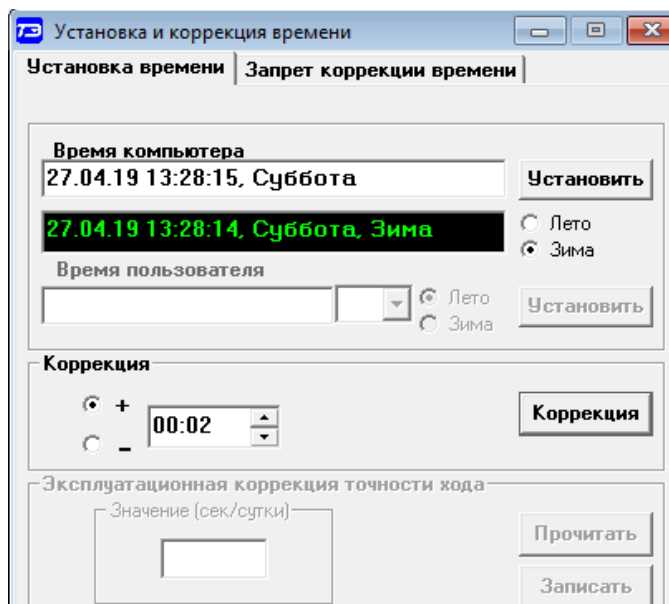 ТЭ Установка и коррекция времени
Установка времени Запрет коррекции времени
Время компьютера
27.04.19 13:28:15, Суббота Установить
27.04.19 13:28:14, Суббота, Зима
Лето
Зима
Время пользователя
Лето
Зима
Установить
Коррекция
+
00:02
-
Коррекция
Эксплуатационная коррекция точности хода
Значение (сек/сутки)
Прочитать
Записать